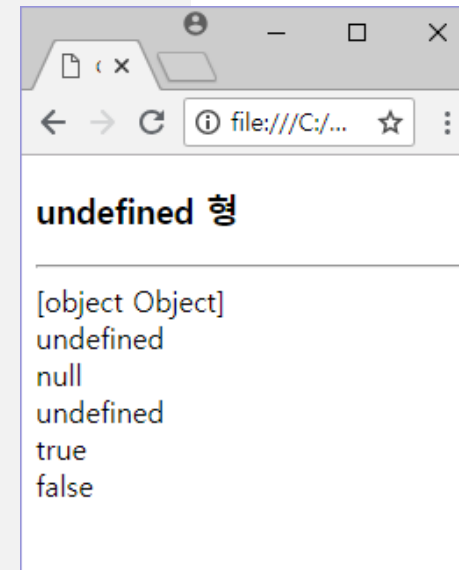 file:///C:/...
undefined 형
[object Object]
undefined
null
undefined
true
false